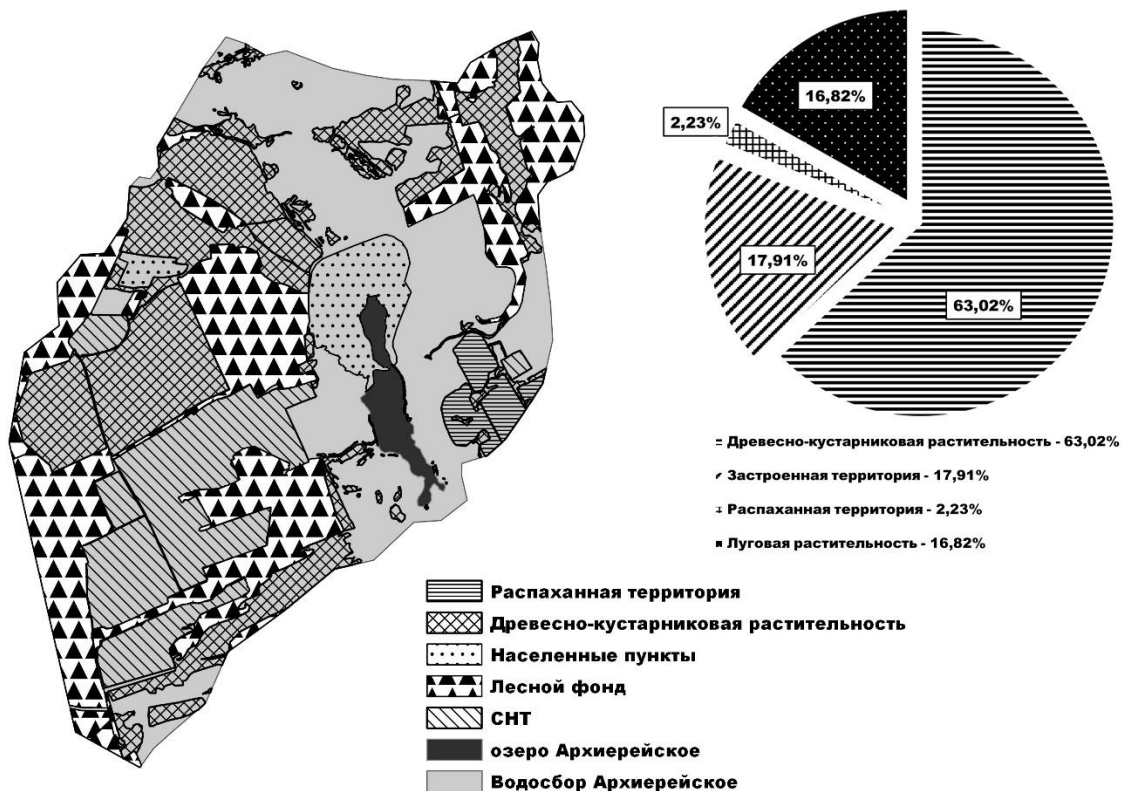 16,82%
2,23%
17,91%
63,02%
Древесно-кустарниковая растительность - 63,02%
Застроенная территория - 17,91%
Распаханная территория - 2,23%
Луговая растительность - 16,82%
Распаханная территория
Древесно-кустарниковая растительность
Населенные пункты
Лесной фонд
СНТ
озеро Архиерейское
Водосбор Архиерейское